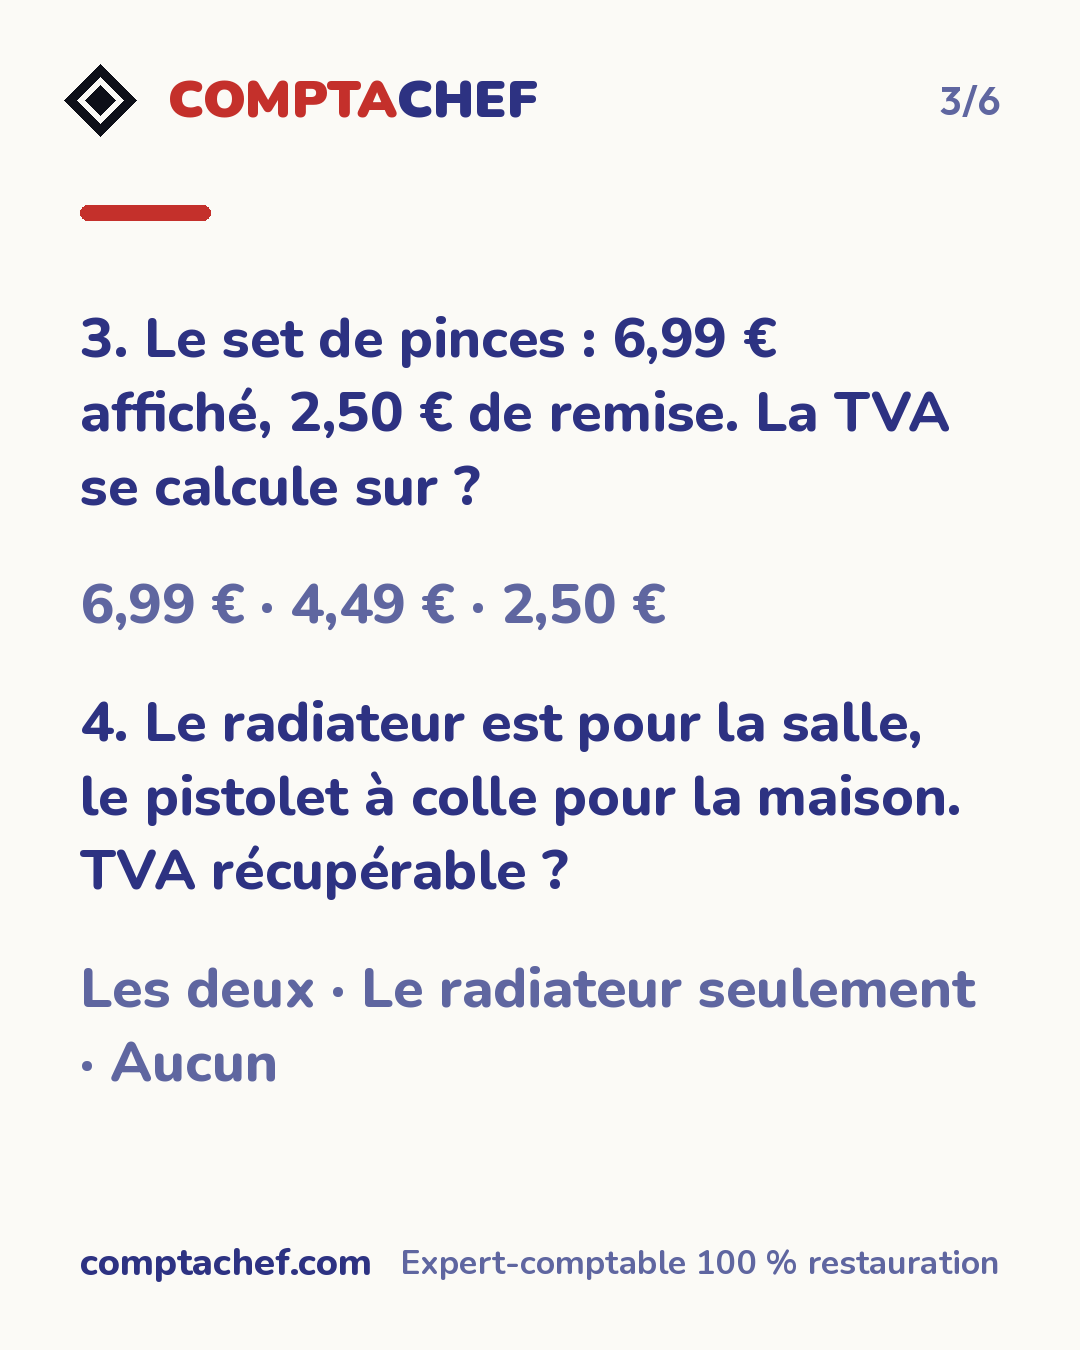 COMPTACHEF
3/6
3. Le set de pinces : 6,99 €
affiché, 2,50 € de remise. La TVA
se calcule sur ?
6,99 € · 4,49 € · 2,50 €
4. Le radiateur est pour la salle,
le pistolet à colle pour la maison.
TVA récupérable ?
Les deux · Le radiateur seulement
· Aucun
comptachef.com Expert-comptable 100 % restauration